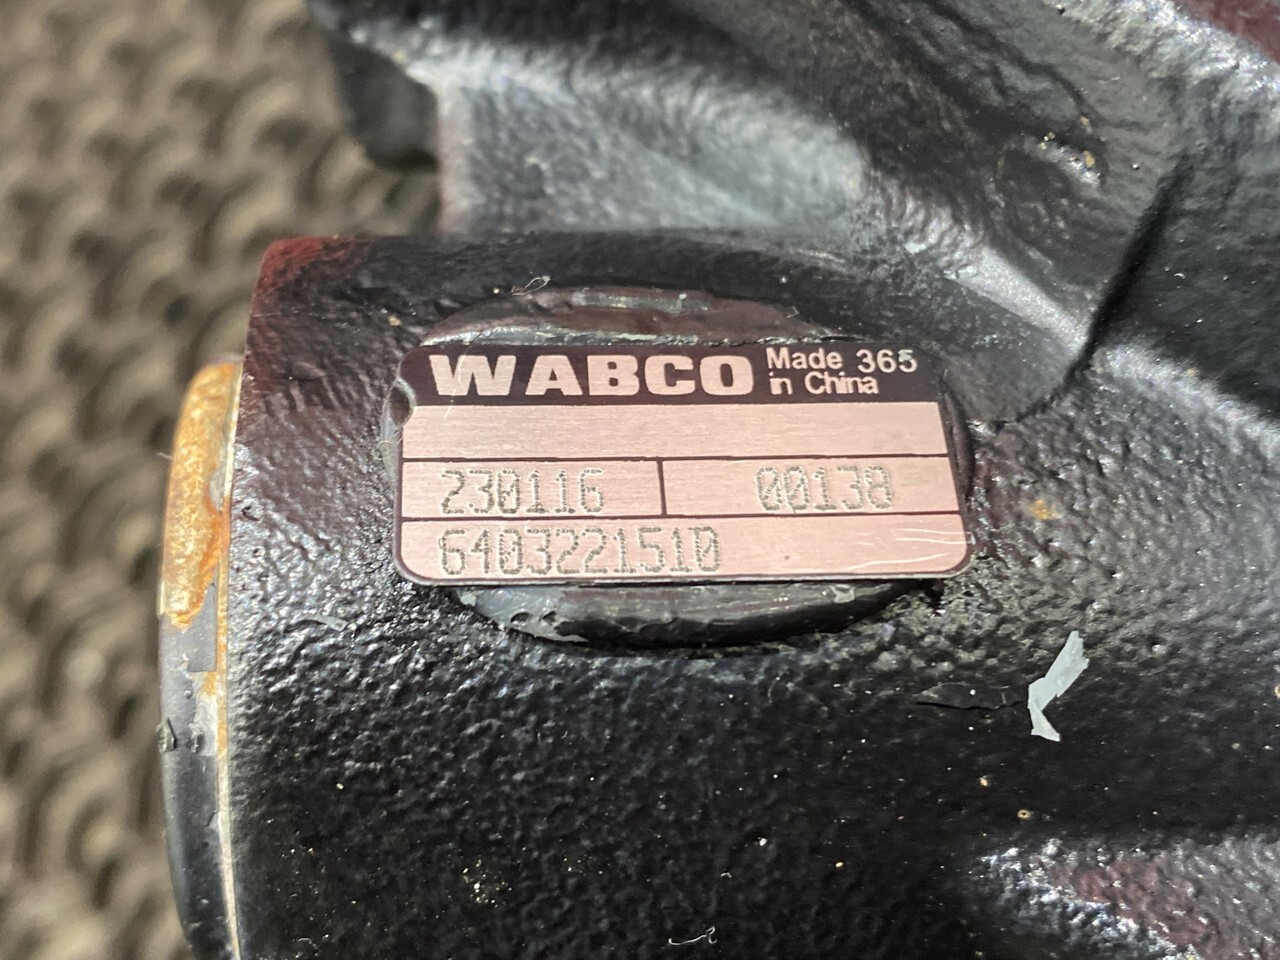 WABCO Made 365
in China
230116 00138
6403221510